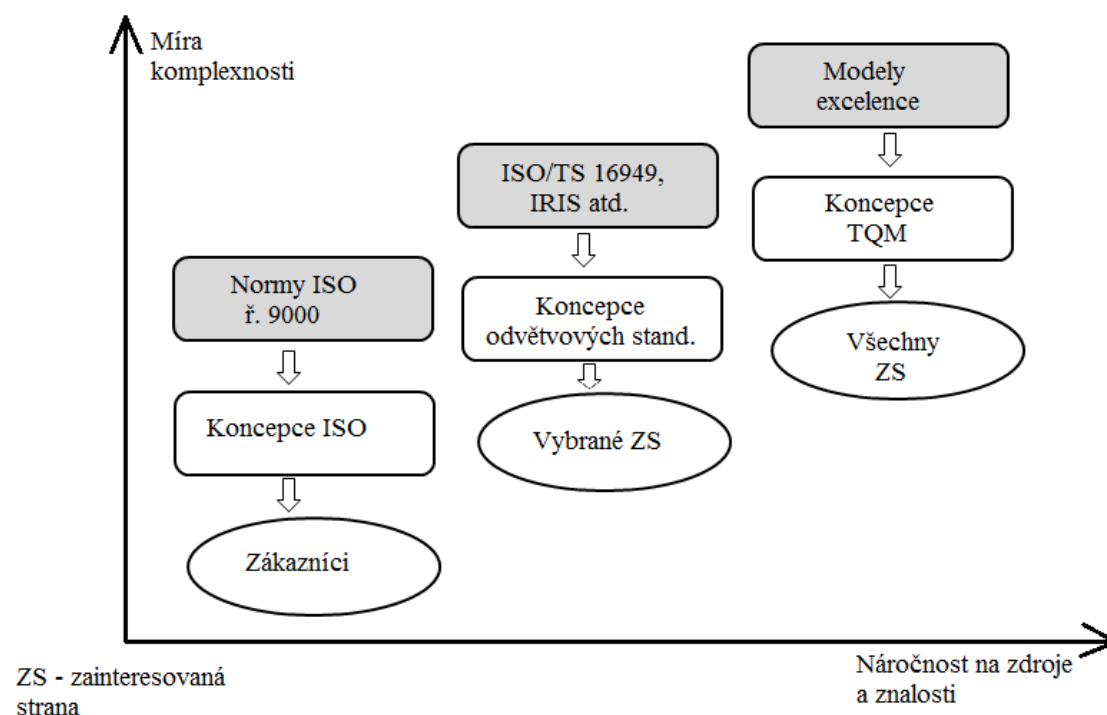 Míra
komplexnosti
Modely
excelence
ISO/TS 16949,
IRIS atd.
Koncepce
TQM
Normy ISO
ř. 9000
Koncepce
odvětvových stand.
Všechny
ZS
Koncepce ISO
Vybrané ZS
Zákazníci
ZS - zainteresovaná
strana
Náročnost na zdroje
a znalosti